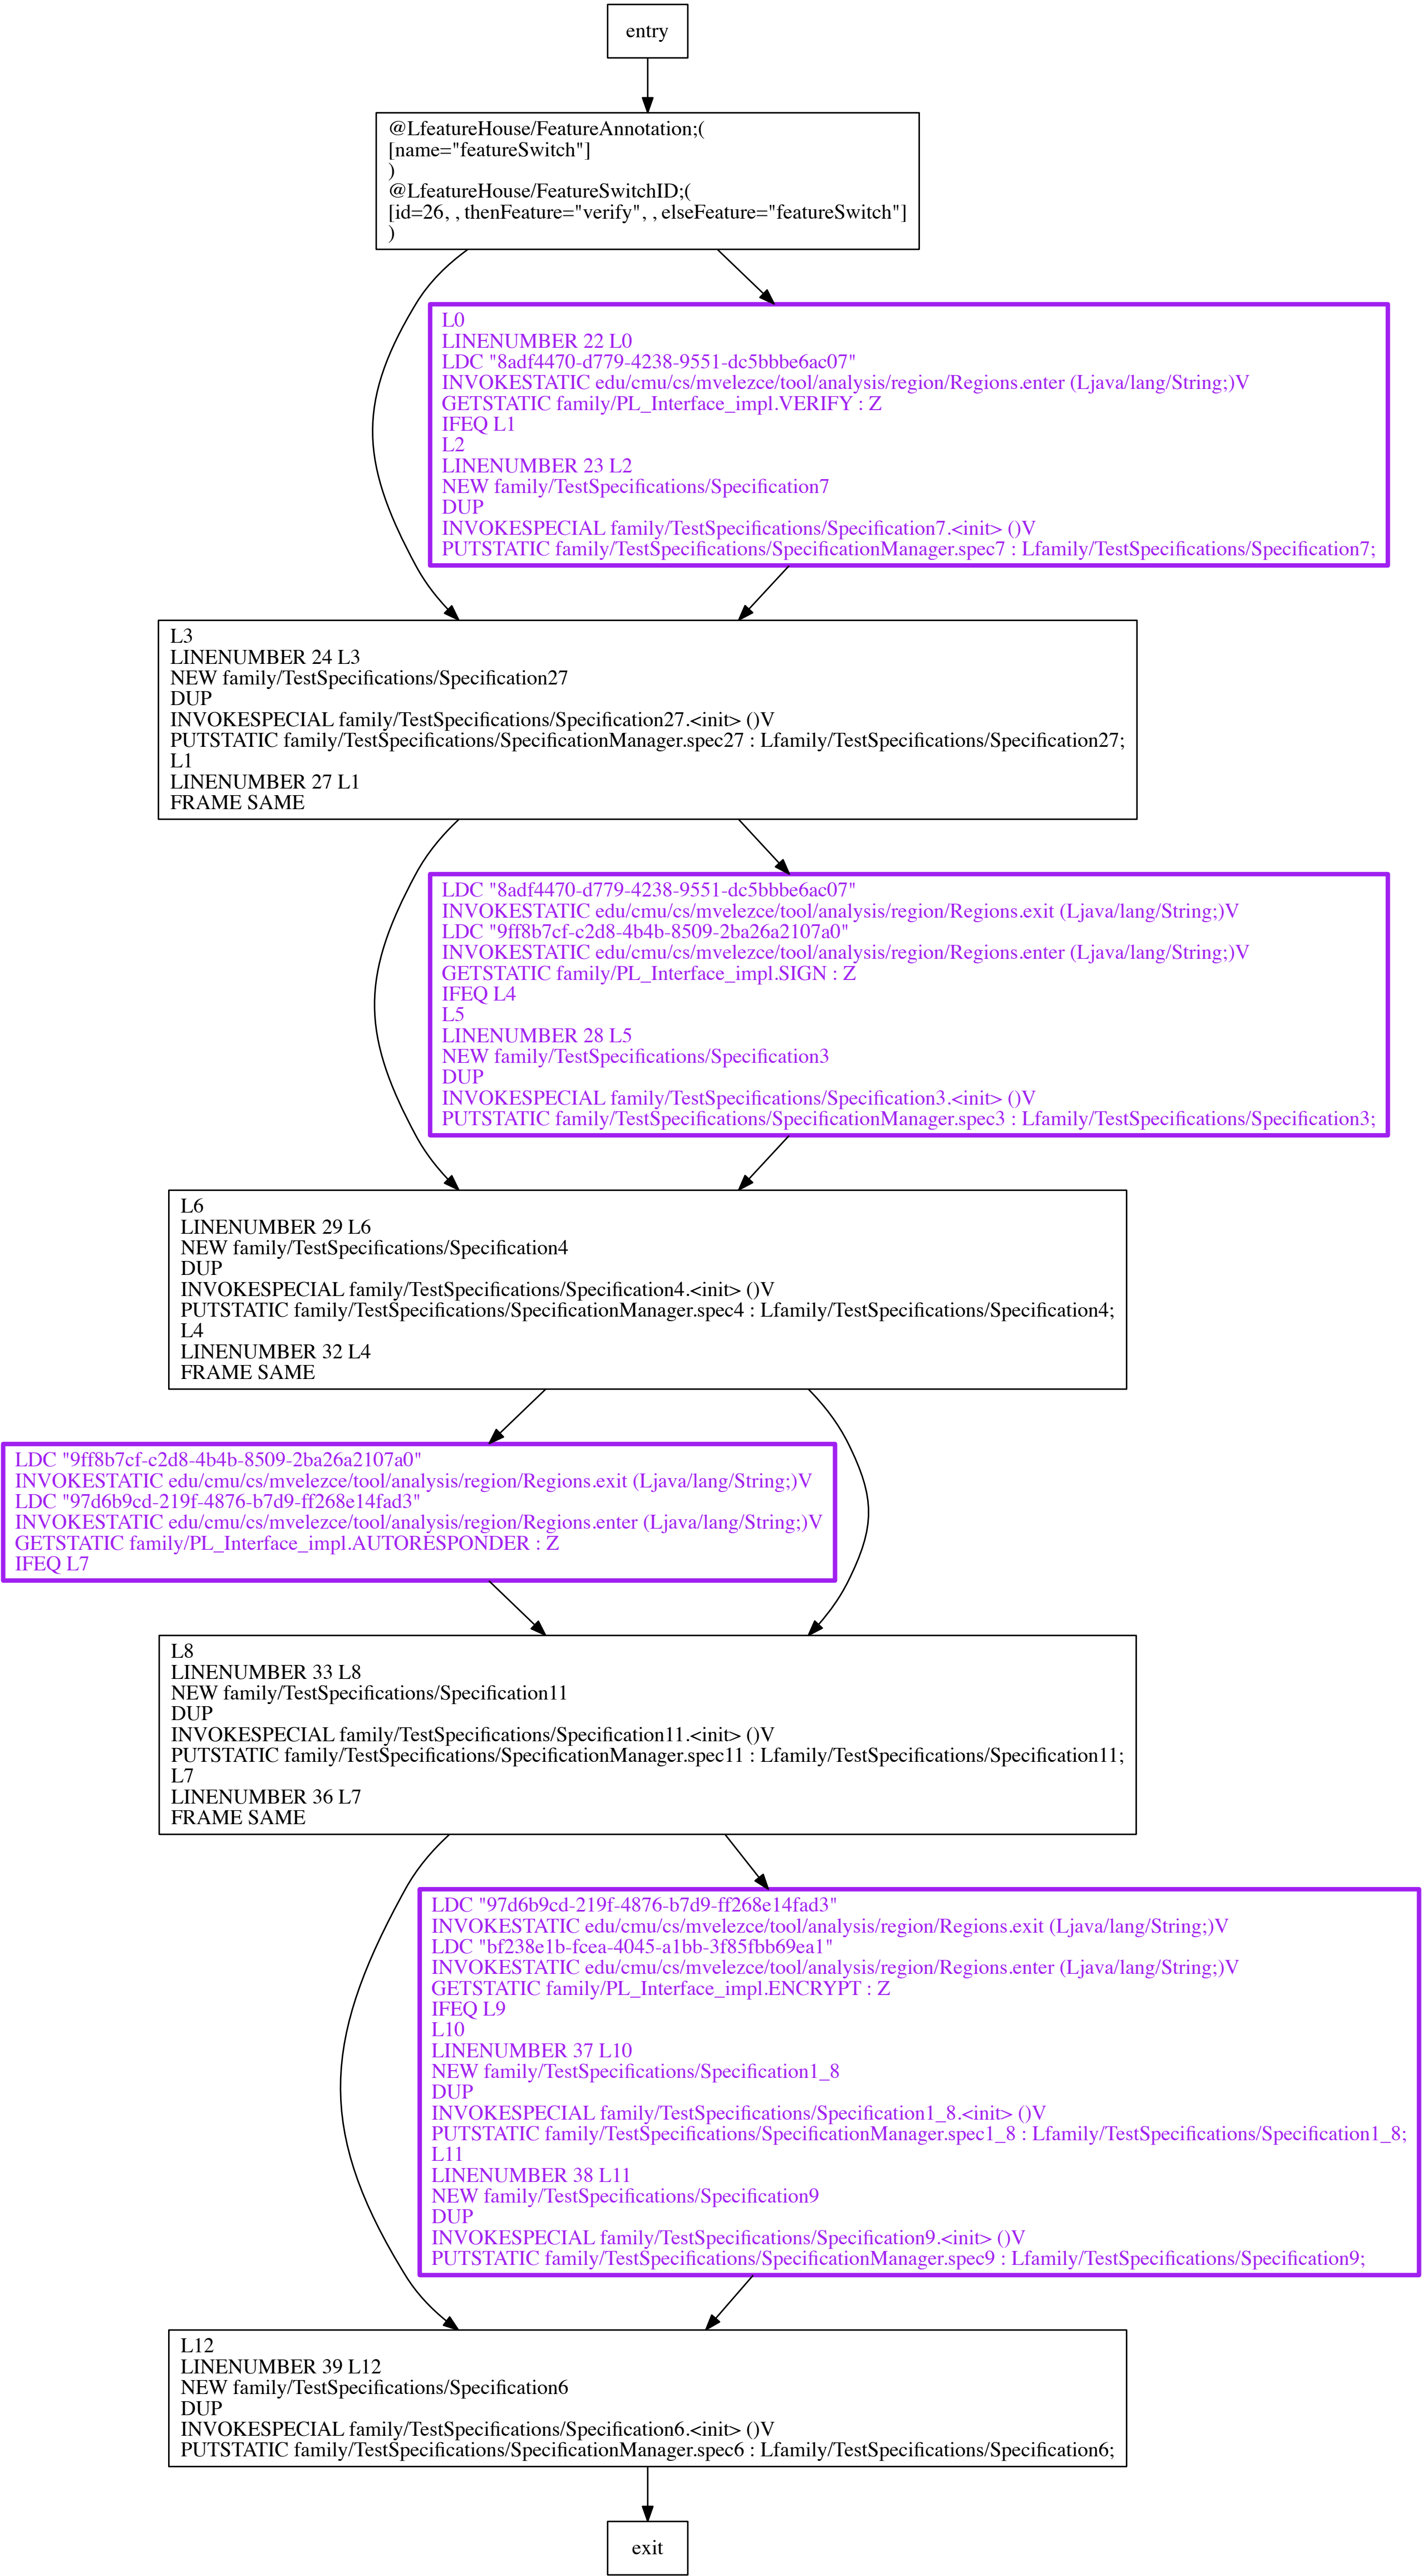 entry
@LfeatureHouse/FeatureAnnotation;(
[name="featureSwitch"]
)
@LfeatureHouse/FeatureSwitchID;(
[id=26, , thenFeature="verify", , elseFeature="featureSwitch"]
)
L0
LINENUMBER 22 L0
LDC "8adf4470-d779-4238-9551-dc5bbbe6ac07"
INVOKESTATIC edu/cmu/cs/mvelezce/tool/analysis/region/Regions.enter (Ljava/lang/String;)V
GETSTATIC family/PL_Interface_impl.VERIFY : Z
IFEQ L1
L2
LINENUMBER 23 L2
NEW family/TestSpecifications/Specification7
DUP
INVOKESPECIAL family/TestSpecifications/Specification7.<init> ()V
PUTSTATIC family/TestSpecifications/SpecificationManager.spec7 : Lfamily/TestSpecifications/Specification7;
L3
LINENUMBER 24 L3
NEW family/TestSpecifications/Specification27
DUP
INVOKESPECIAL family/TestSpecifications/Specification27.<init> ()V
PUTSTATIC family/TestSpecifications/SpecificationManager.spec27 : Lfamily/TestSpecifications/Specification27;
L1
LINENUMBER 27 L1
FRAME SAME
LDC "8adf4470-d779-4238-9551-dc5bbbe6ac07"
INVOKESTATIC edu/cmu/cs/mvelezce/tool/analysis/region/Regions.exit (Ljava/lang/String;)V
LDC "9ff8b7cf-c2d8-4b4b-8509-2ba26a2107a0"
INVOKESTATIC edu/cmu/cs/mvelezce/tool/analysis/region/Regions.enter (Ljava/lang/String;)V
GETSTATIC family/PL_Interface_impl.SIGN : Z
IFEQ L4
L5
LINENUMBER 28 L5
NEW family/TestSpecifications/Specification3
DUP
INVOKESPECIAL family/TestSpecifications/Specification3.<init> ()V
PUTSTATIC family/TestSpecifications/SpecificationManager.spec3 : Lfamily/TestSpecifications/Specification3;
L6
LINENUMBER 29 L6
NEW family/TestSpecifications/Specification4
DUP
INVOKESPECIAL family/TestSpecifications/Specification4.<init> ()V
PUTSTATIC family/TestSpecifications/SpecificationManager.spec4 : Lfamily/TestSpecifications/Specification4;
L4
LINENUMBER 32 L4
FRAME SAME
LDC "9ff8b7cf-c2d8-4b4b-8509-2ba26a2107a0"
INVOKESTATIC edu/cmu/cs/mvelezce/tool/analysis/region/Regions.exit (Ljava/lang/String;)V
LDC "97d6b9cd-219f-4876-b7d9-ff268e14fad3"
INVOKESTATIC edu/cmu/cs/mvelezce/tool/analysis/region/Regions.enter (Ljava/lang/String;)V
GETSTATIC family/PL_Interface_impl.AUTORESPONDER : Z
IFEQ L7
L8
LINENUMBER 33 L8
NEW family/TestSpecifications/Specification11
DUP
INVOKESPECIAL family/TestSpecifications/Specification11.<init> ()V
PUTSTATIC family/TestSpecifications/SpecificationManager.spec11 : Lfamily/TestSpecifications/Specification11;
L7
LINENUMBER 36 L7
FRAME SAME
LDC "97d6b9cd-219f-4876-b7d9-ff268e14fad3"
INVOKESTATIC edu/cmu/cs/mvelezce/tool/analysis/region/Regions.exit (Ljava/lang/String;)V
LDC "bf238e1b-fcea-4045-a1bb-3f85fbb69ea1"
INVOKESTATIC edu/cmu/cs/mvelezce/tool/analysis/region/Regions.enter (Ljava/lang/String;)V
GETSTATIC family/PL_Interface_impl.ENCRYPT : Z
IFEQ L9
L10
LINENUMBER 37 L10
NEW family/TestSpecifications/Specification1_8
DUP
INVOKESPECIAL family/TestSpecifications/Specification1_8.<init> ()V
PUTSTATIC family/TestSpecifications/SpecificationManager.spec1_8 : Lfamily/TestSpecifications/Specification1_8;
L11
LINENUMBER 38 L11
NEW family/TestSpecifications/Specification9
DUP
INVOKESPECIAL family/TestSpecifications/Specification9.<init> ()V
PUTSTATIC family/TestSpecifications/SpecificationManager.spec9 : Lfamily/TestSpecifications/Specification9;
L12
LINENUMBER 39 L12
NEW family/TestSpecifications/Specification6
DUP
INVOKESPECIAL family/TestSpecifications/Specification6.<init> ()V
PUTSTATIC family/TestSpecifications/SpecificationManager.spec6 : Lfamily/TestSpecifications/Specification6;
exit